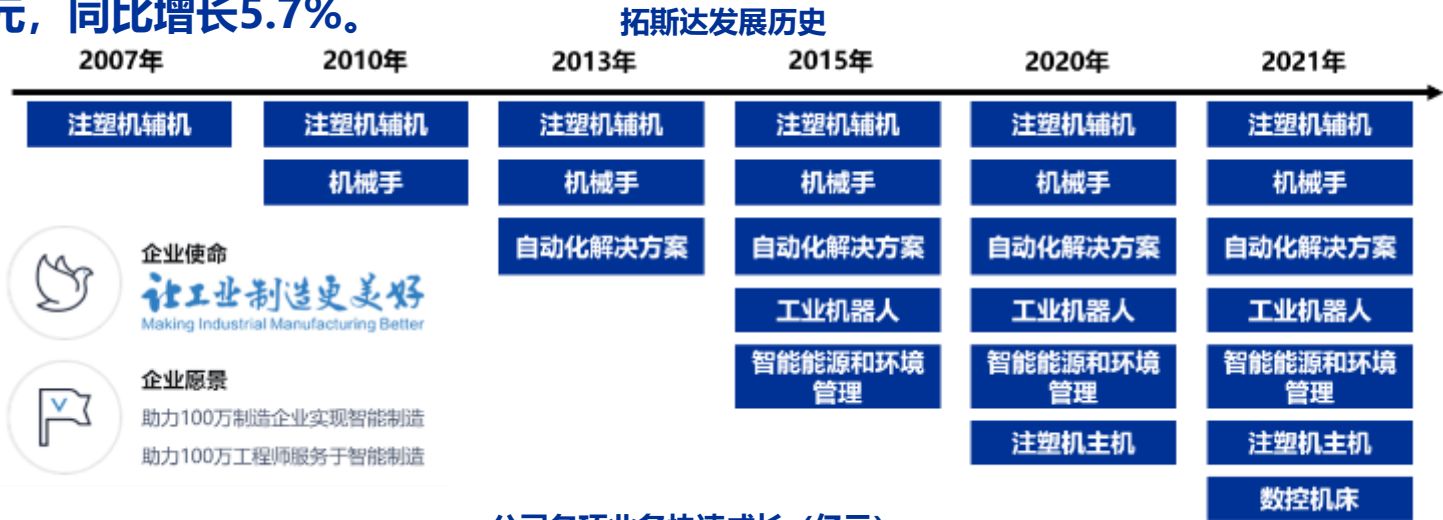 元，同比增长5.7%。
拓斯达发展历史
2007年 2010年 2013年 2015年 2020年 2021年
注塑机辅机 注塑机辅机 注塑机辅机 注塑机辅机 注塑机辅机 注塑机辅机
机械手 机械手 机械手 机械手 机械手
自动化解决方案 自动化解决方案 自动化解决方案 自动化解决方案
工业机器人 工业机器人 工业机器人
智能能源和环境 智能能源和环境 智能能源和环境
管理 管理 管理
注塑机主机 注塑机主机
数控机床
企业使命
让工业制造更美好
Making Industrial Manufacturing Better
企业愿景
助力100万制造企业实现智能制造
助力100万工程师服务于智能制造